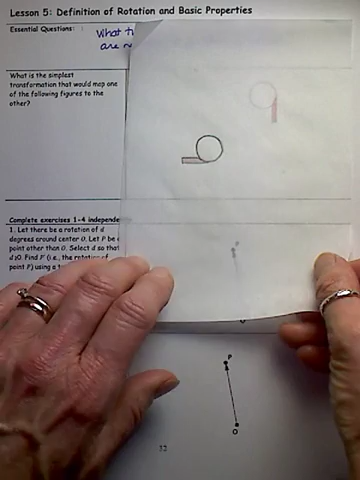 Lesson 5: Definition of Rotation and Basic Properties
Essential Questions:
What
are
What is the simplest
transformation that would map one
of the following figures to the
other?
Complete exercises 1-4
1. Let there be a rotation of d
degrees around center O. Let P be
point other than O. Select d so that
d≥0. Find P' (i.e., the rotation of
point P) using a
P
O
32